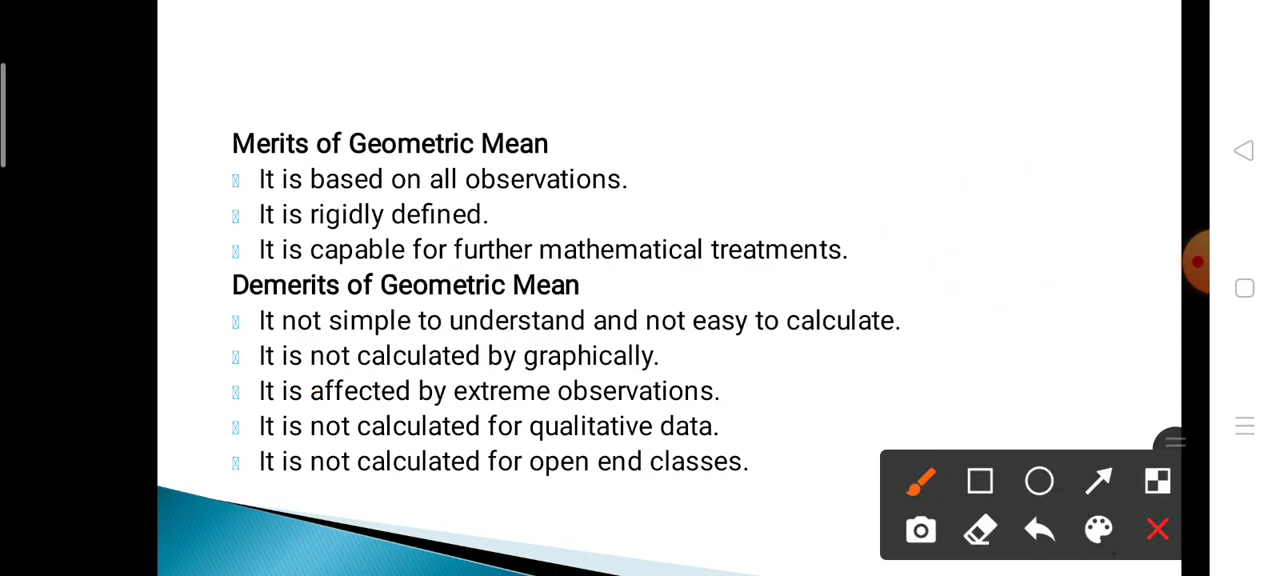 Merits of Geometric Mean
It is based on all observations.
It is rigidly defined.
It is capable for further mathematical treatments.
Demerits of Geometric Mean
It not simple to understand and not easy to calculate.
It is not calculated by graphically.
It is affected by extreme observations.
It is not calculated for qualitative data.
It is not calculated for open end classes.